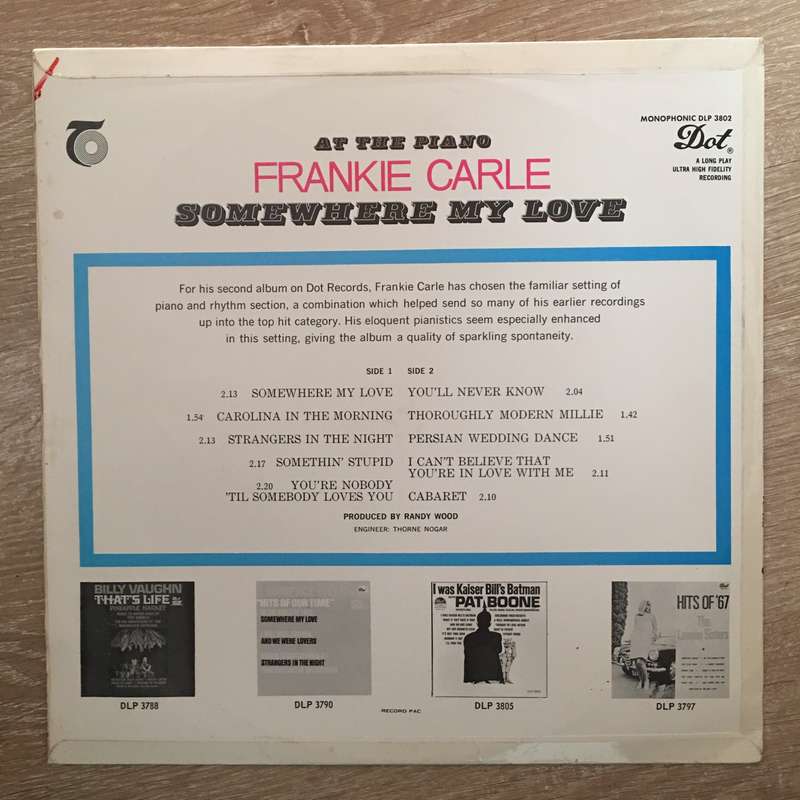 MONOPHONIC DLP 3802
Dot®
A LONG PLAY
ULTRA HIGH FIDELITY
RECORDING
AT THE PIANO
FRANKIE CARLE
SOMEWHERE MY LOVE
For his second album on Dot Records, Frankie Carle has chosen the familiar setting of
piano and rhythm section, a combination which helped send so many of his earlier recordings
up into the top hit category. His eloquent pianistics seem especially enhanced
in this setting, giving the album a quality of sparkling spontaneity.
SIDE 1
2.13 SOMEWHERE MY LOVE
1.54 CAROLINA IN THE MORNING
2.13 STRANGERS IN THE NIGHT
2.17 SOMETHIN' STUPID
2.20 YOU'RE NOBODY
'TIL SOMEBODY LOVES YOU
SIDE 2
YOU'LL NEVER KNOW 2.04
THOROUGHLY MODERN MILLIE 1.42
PERSIAN WEDDING DANCE 1.51
I CAN'T BELIEVE THAT
YOU'RE IN LOVE WITH ME 2.11
CABARET 2.10
PRODUCED BY RANDY WOOD
ENGINEER: THORNE NOGAR
BILLY VAUGHN
THAT'S LIFE
PINEAPPLE MARKET
DLP 3788
"HITS OF OUR TIME"
SOMEWHERE MY LOVE
AND WE WERE LOVERS
STRANGERS IN THE NIGHT
DLP 3790
I was Kaiser Bill's Batman
PAT BOONE
DLP 3805
HITS OF '67
The
Lennon Sisters
DLP 3797
RECORD PAC